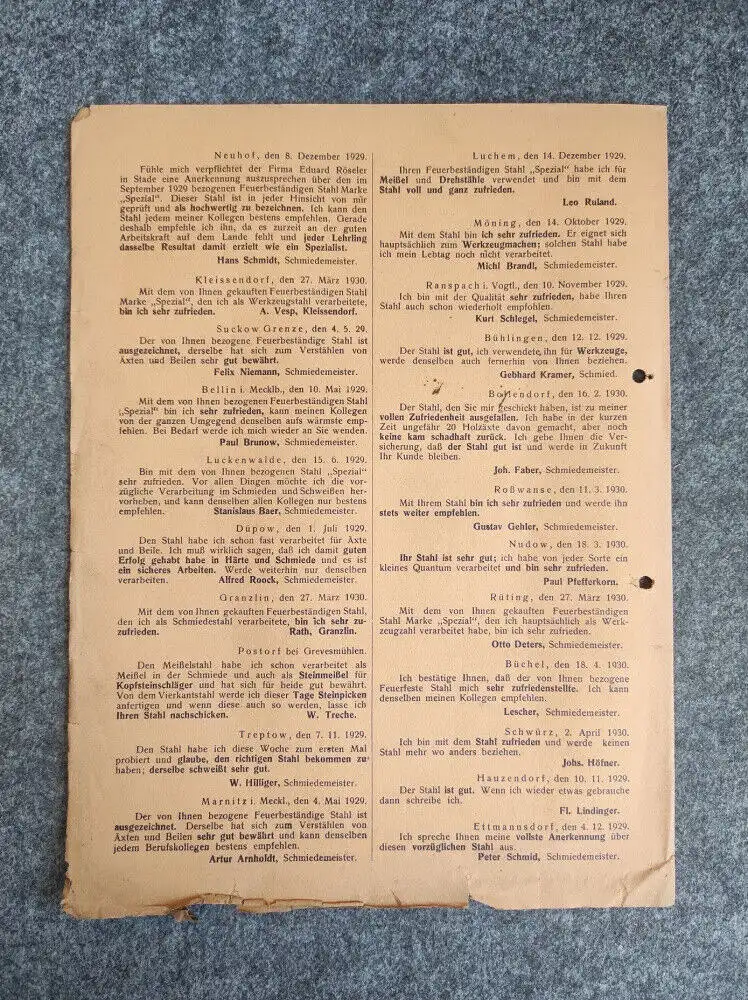 Neuhof, den 8. Dezember 1929.
Fühle mich verpflichtet der Firma Eduard Röseler
in Stade eine Anerkennung auszusprechen über den im
September 1929 bezogenen Feuerbeständigen Stahl Marke
„Spezial". Dieser Stahl ist in jeder Hinsicht von mir
geprüft und als hochwertig zu bezeichnen. Ich kann den
Stahl jedem meiner Kollegen bestens empfehlen. Gerade
deshalb empfehle ich ihn, da es zurzeit an der guten
Arbeitskraft auf dem Lande fehlt und jeder Lehrling
dasselbe Resultat damit erzielt wie ein Spezialist.
Hans Schmidt, Schmiedemeister.
Kleissendorf, den 27. März 1930.
Mit dem von Ihnen gekauften Feuerbeständigen Stahl
Marke „Spezial", den ich als Werkzeugstahl verarbeitete,
bin ich sehr zufrieden. A. Vesp, Kleissendorf.
Suckow Grenze, den 4. 5. 29.
Der von Ihnen bezogene Feuerbeständige Stahl ist
ausgezeichnet, derselbe hat sich zum Verstählen von
Äxten und Beilen sehr gut bewährt.
Felix Niemann, Schmiedemeister.
Bellin i. Mecklb., den 10. Mai 1929.
Mit dem von Ihnen bezogenen Feuerbeständigen Stahl
„Spezial" bin ich sehr zufrieden, kann meinen Kollegen
von der ganzen Umgegend denselben aufs wärmste emp-
fehlen. Bei Bedarf werde ich mich wieder an Sie wenden.
Paul Brunow, Schmiedemeister.
Luckenwalde, den 15. 6. 1929.
Bin mit dem von Ihnen bezogenen Stahl „Spezial"
sehr zufrieden. Vor allen Dingen möchte ich die vor-
zügliche Verarbeitung im Schmieden und Schweißen her-
vorheben, und kann denselben allen Kollegen nur bestens
empfehlen. Stanislaus Baer, Schmiedemeister.
Düpow, den 1. Juli 1929.
Den Stahl habe ich schon fast verarbeitet für Äxte
und Beile. Ich muß wirklich sagen, daß ich damit guten
Erfolg gehabt habe in Härte und Schmiede und es ist
ein sicheres Arbeiten. Werde weiterhin nur denselben
verarbeiten. Alfred Roock, Schmiedemeister.
Granzlin, den 27. März 1930.
Mit dem von Ihnen gekauften Feuerbeständigen Stahl,
den ich als Schmiedestahl verarbeitete, bin ich sehr zu-
zufrieden. Rath, Granzlin.
Postorf bei Grevesmühlen.
Den Meißelstahl habe ich schon verarbeitet als
Meißel in der Schmiede und auch als Steinmeißel für
Kopfsteinschläger und hat sich für beide gut bewährt.
Von dem Vierkantstahl werde ich dieser Tage Steinpicken
anfertigen und wenn diese auch so werden, lasse ich
Ihren Stahl nachschicken. W. Treche.
Treptow, den 7. 11. 1929.
Den Stahl habe ich diese Woche zum ersten Mal
probiert und glaube, den richtigen Stahl bekommen zu
haben; derselbe schweißt sehr gut.
W. Hilliger, Schmiedemeister.
Marnitz i. Meckl., den 4. Mai 1929.
Der von Ihnen bezogene Feuerbeständige Stahl ist
ausgezeichnet. Derselbe hat sich zum Verstählen von
Äxten und Beilen sehr gut bewährt und kann denselben
jedem Berufskollegen bestens empfehlen.
Artur Arnholdt, Schmiedemeister.
Luchem, den 14. Dezember 1929.
Ihren Feuerbeständigen Stahl „Spezial" habe ich für
Meißel und Drehstähle verwendet und bin mit dem
Stahl voll und ganz zufrieden.
Leo Ruland.
Möning, den 14. Oktober 1929.
Mit dem Stahl bin ich sehr zufrieden. Er eignet sich
hauptsächlich zum Werkzeugmachen; solchen Stahl habe
ich mein Lebtag noch nicht verarbeitet.
Michl Brandl, Schmiedemeister.
Ranspach i. Vogtl., den 10. November 1929.
Ich bin mit der Qualität sehr zufrieden, habe Ihren
Stahl auch schon wiederholt empfohlen.
Kurt Schlegel, Schmiedemeister.
Bühlingen, den 12. 12. 1929.
Der Stahl ist gut, ich verwendete ihn für Werkzeuge,
werde denselben auch fernerhin von Ihnen beziehen.
Gebhard Kramer, Schmied.
den 16. 2. 1930.
Der Stahl, den Sie mir geschickt haben, ist zu meiner
vollen Zufriedenheit ausgefallen. Ich habe in der kurzen
Zeit ungefähr 20 Holzäxte davon gemacht, aber noch
keine kam schadhaft zurück. Ich gebe Ihnen die Ver-
sicherung, daß der Stahl gut ist und werde in Zukunft
Ihr Kunde bleiben.
Joh. Faber, Schmiedemeister.
Roßwanse, den 11. 3. 1930.
Mit Ihrem Stahl bin ich sehr zufrieden und werde ihn
stets weiter empfehlen.
Gustav Gehler, Schmiedemeister.
Nudow, den 18. 3. 1930.
Ihr Stahl ist sehr gut; ich habe von jeder Sorte ein
kleines Quantum verarbeitet und bin sehr zufrieden.
Paul Pfefferkorn.
Rüting, den 27. März 1930.
Mit dem von Ihnen gekauften Feuerbeständigen
Stahl Marke „Spezial", den ich hauptsächlich als Werk-
zeugzahl verarbeitet habe, bin ich sehr zufrieden.
Otto Deters, Schmiedemeister.
Büchel, den 18. 4. 1930.
Ich bestätige Ihnen, daß der von Ihnen bezogene
Feuerfeste Stahl mich sehr zufriedenstellte. Ich kann
denselben meinen Kollegen empfehlen.
Lescher, Schmiedemeister.
Schwürz, 2. April 1930.
Ich bin mit dem Stahl zufrieden und werde keinen
Stahl mehr wo anders beziehen.
Johs. Höfner.
Hauzendorf, den 10. 11. 1929.
Der Stahl ist gut. Wenn ich wieder etwas gebrauche
dann schreibe ich.
Fl. Lindinger.
Ettmannsdorf, den 4. 12. 1929.
Ich spreche Ihnen meine vollste Anerkennung über
diesen vorzüglichen Stahl aus.
Peter Schmid, Schmiedemeister.